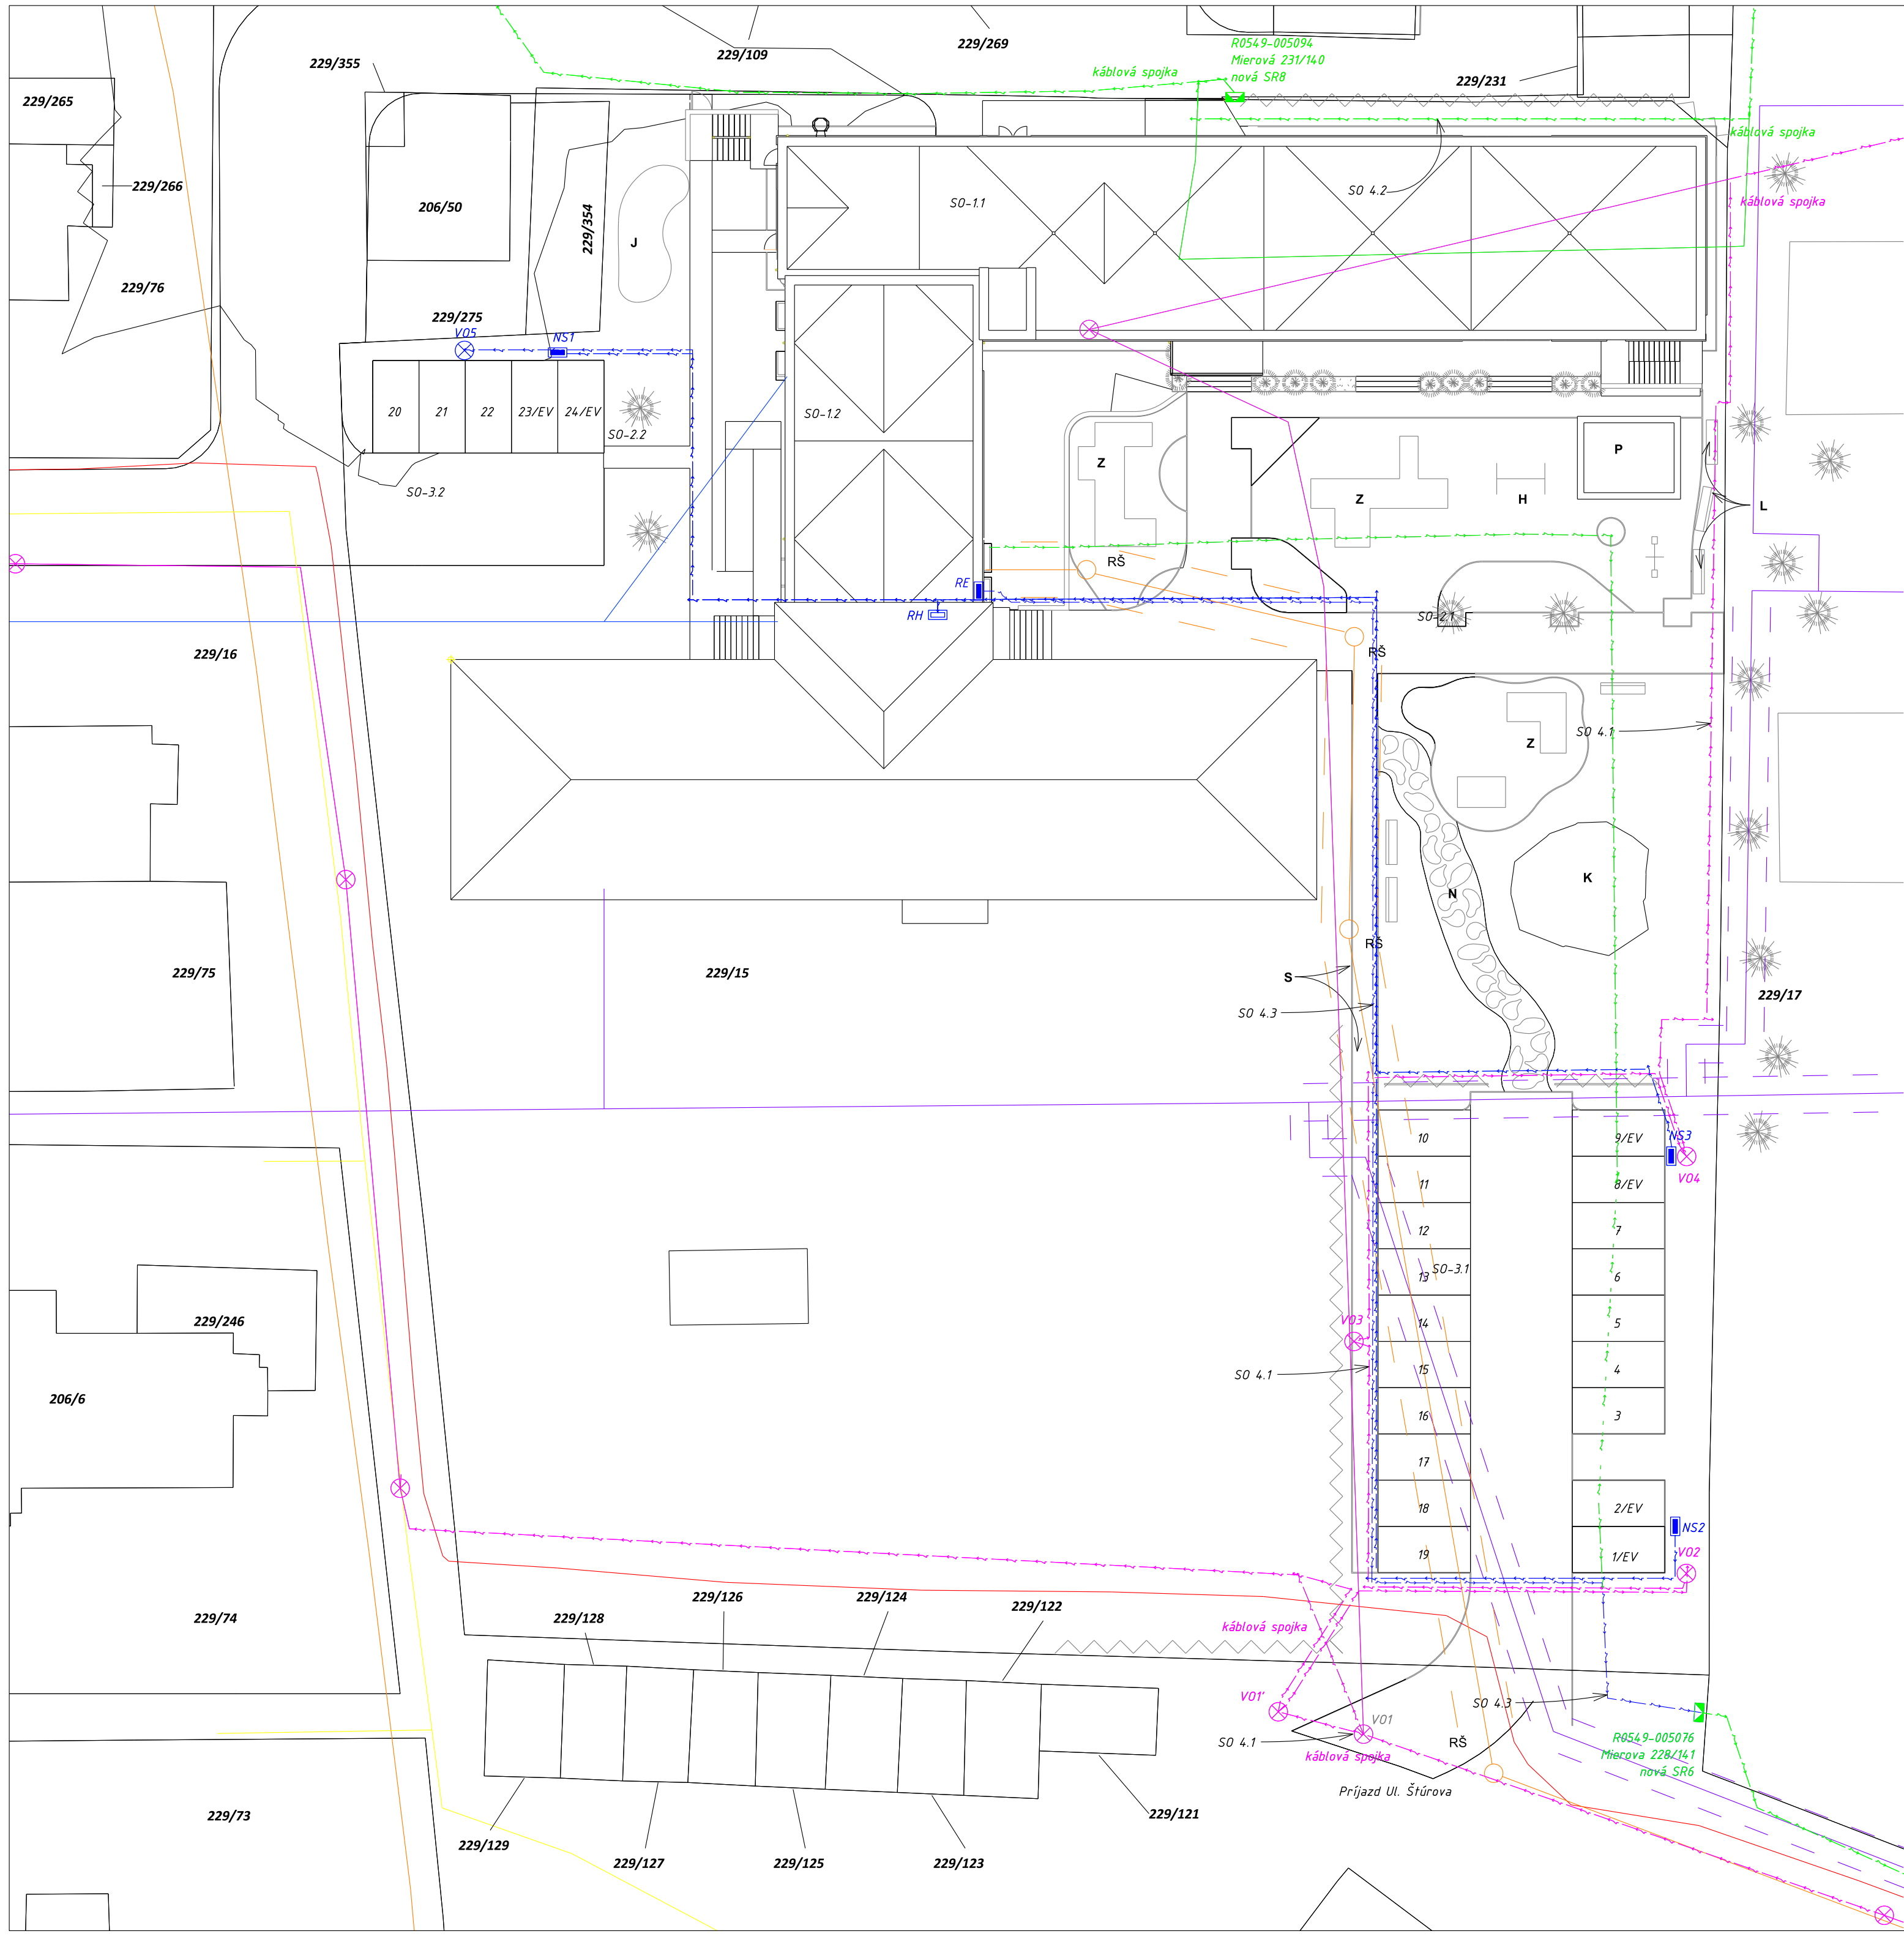 229/109
229/269
R0549-005094
Mierová 231/140
nová SR8
229/355
káblová spojka
229/231
229/265
káblová spojka
229/266
SO 4.2
káblová spojka
206/50
229/354
SO-1.1
J
229/76
229/275
VO5
NS1
20
21
22
23/EV
24/EV
SO-1.2
SO-2.2
P
Z
SO-3.2
Z
H
L
RŠ
RE
RH
SO-2.1
229/16
RŠ
SO 4.1
Z
K
N
RŠ
229/75
229/15
S
229/17
SO 4.3
10
9/EV
NS3
11
8/EV
VO4
12
7
SO-3.1
13
6
229/246
VO3
14
5
SO 4.1
15
4
206/6
16
3
17
18
2/EV
NS2
19
1/EV
VO2
229/126
229/124
229/122
229/128
229/74
káblová spojka
VO1'
SO 4.3
VO1
SO 4.1
RŠ
R0549-005076
Mierova 228/141
nová SR6
káblová spojka
Príjazd Ul. Štúrova
229/73
229/121
229/129
229/127
229/125
229/123